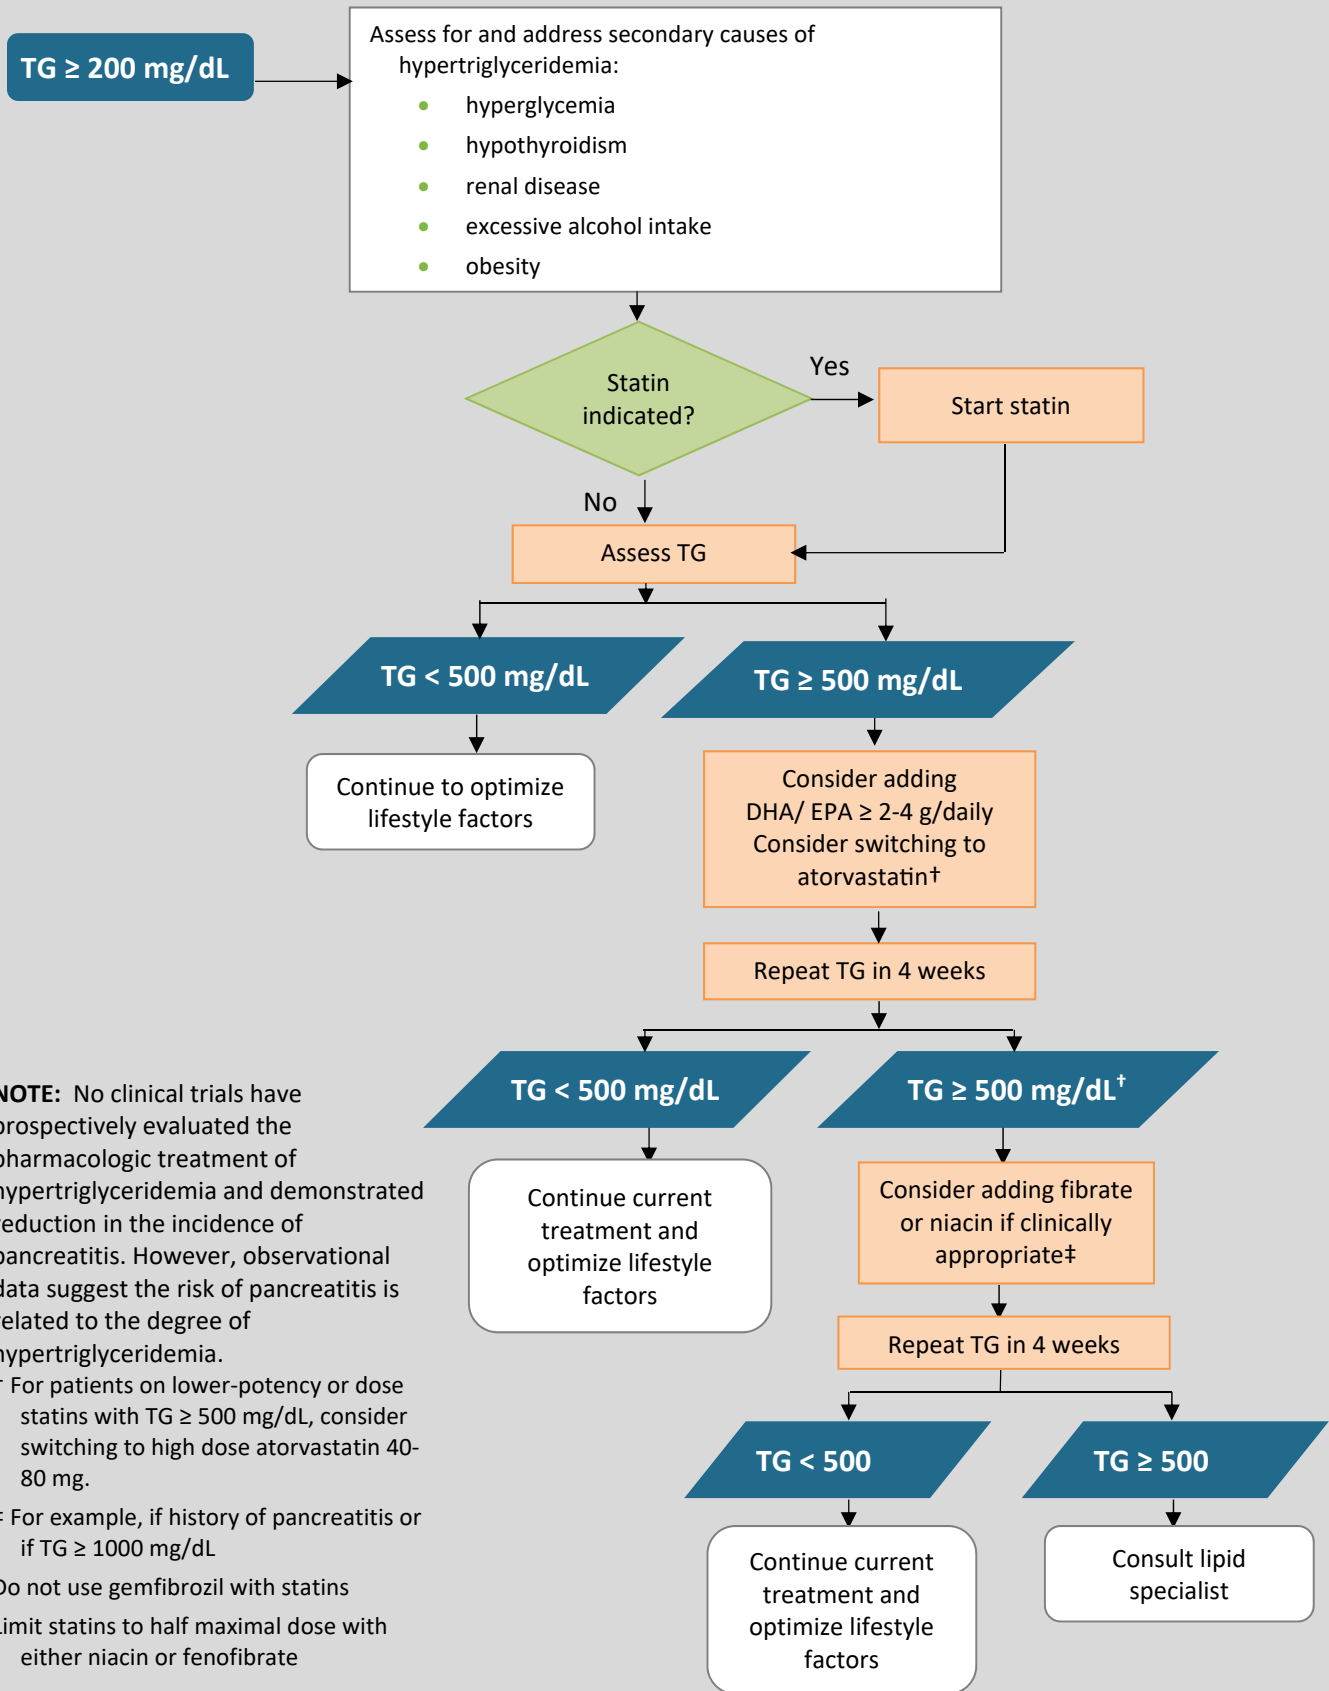 TG ≥ 200 mg/dL
Assess for and address secondary causes of
hypertriglyceridemia:
• hyperglycemia
• hypothyroidism
• renal disease
• excessive alcohol intake
• obesity
Statin
indicated?
Yes
Start statin
No
Assess TG
TG < 500 mg/dL
TG ≥ 500 mg/dL
Continue to optimize
lifestyle factors
Consider adding
DHA/ EPA ≥ 2-4 g/daily
Consider switching to
atorvastatin†
Repeat TG in 4 weeks
TG < 500 mg/dL
TG ≥ 500 mg/dL†
Continue current
treatment and
optimize lifestyle
factors
Consider adding fibrate
or niacin if clinically
appropriate‡
Repeat TG in 4 weeks
TG < 500
TG ≥ 500
Continue current
treatment and
optimize lifestyle
factors
Consult lipid
specialist
NOTE: No clinical trials have
prospectively evaluated the
pharmacologic treatment of
hypertriglyceridemia and demonstrated
reduction in the incidence of
pancreatitis. However, observational
data suggest the risk of pancreatitis is
related to the degree of
hypertriglyceridemia.
† For patients on lower-potency or dose
statins with TG ≥ 500 mg/dL, consider
switching to high dose atorvastatin 40-
80 mg.
‡ For example, if history of pancreatitis or
if TG ≥ 1000 mg/dL
Do not use gemfibrozil with statins
Limit statins to half maximal dose with
either niacin or fenofibrate